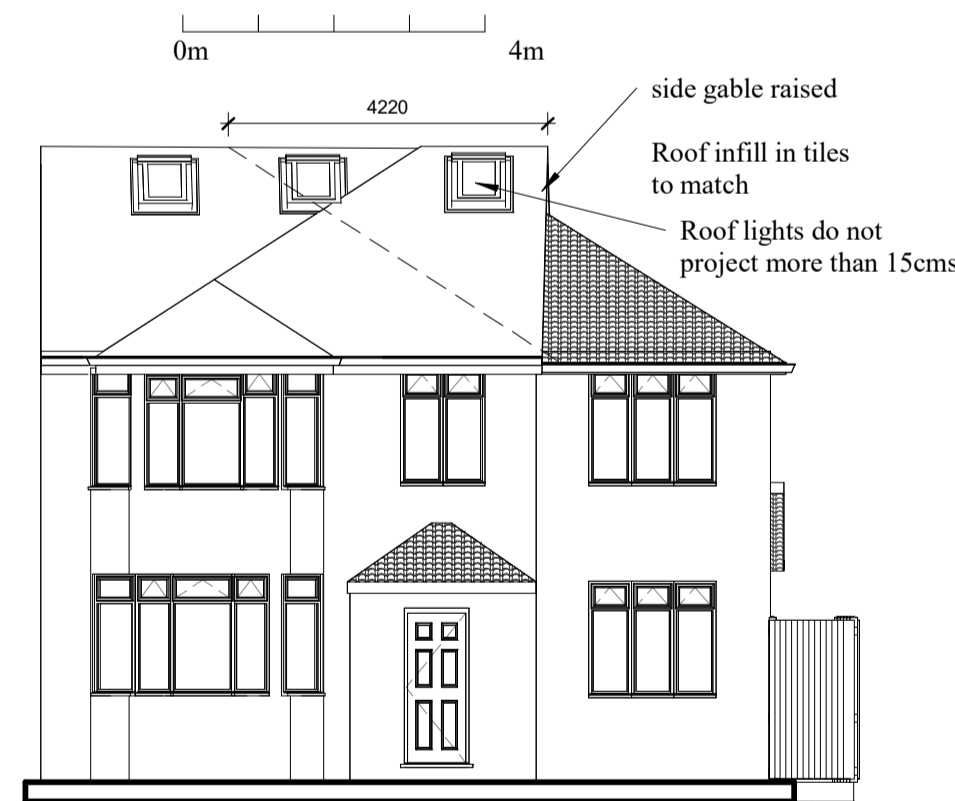 0m
4m
4220
side gable raised
Roof infill in tiles
to match
Roof lights do not
project more than 15cms